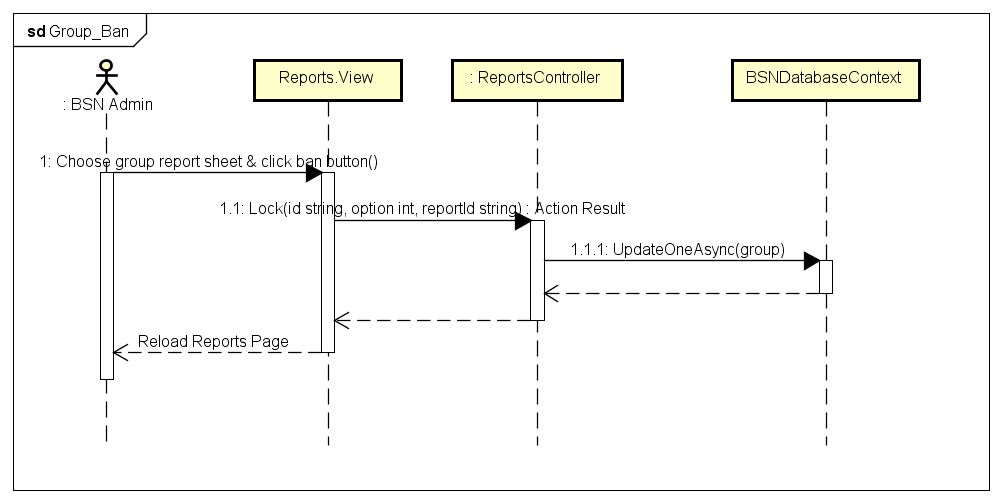 sd Group_Ban
: BSN Admin
Reports.View
: ReportsController
BSNDatabaseContext
1: Choose group report sheet & click ban button()
1.1: Lock(id string, option int, reportId string) : Action Result
1.1.1: UpdateOneAsync(group)
Reload Reports Page